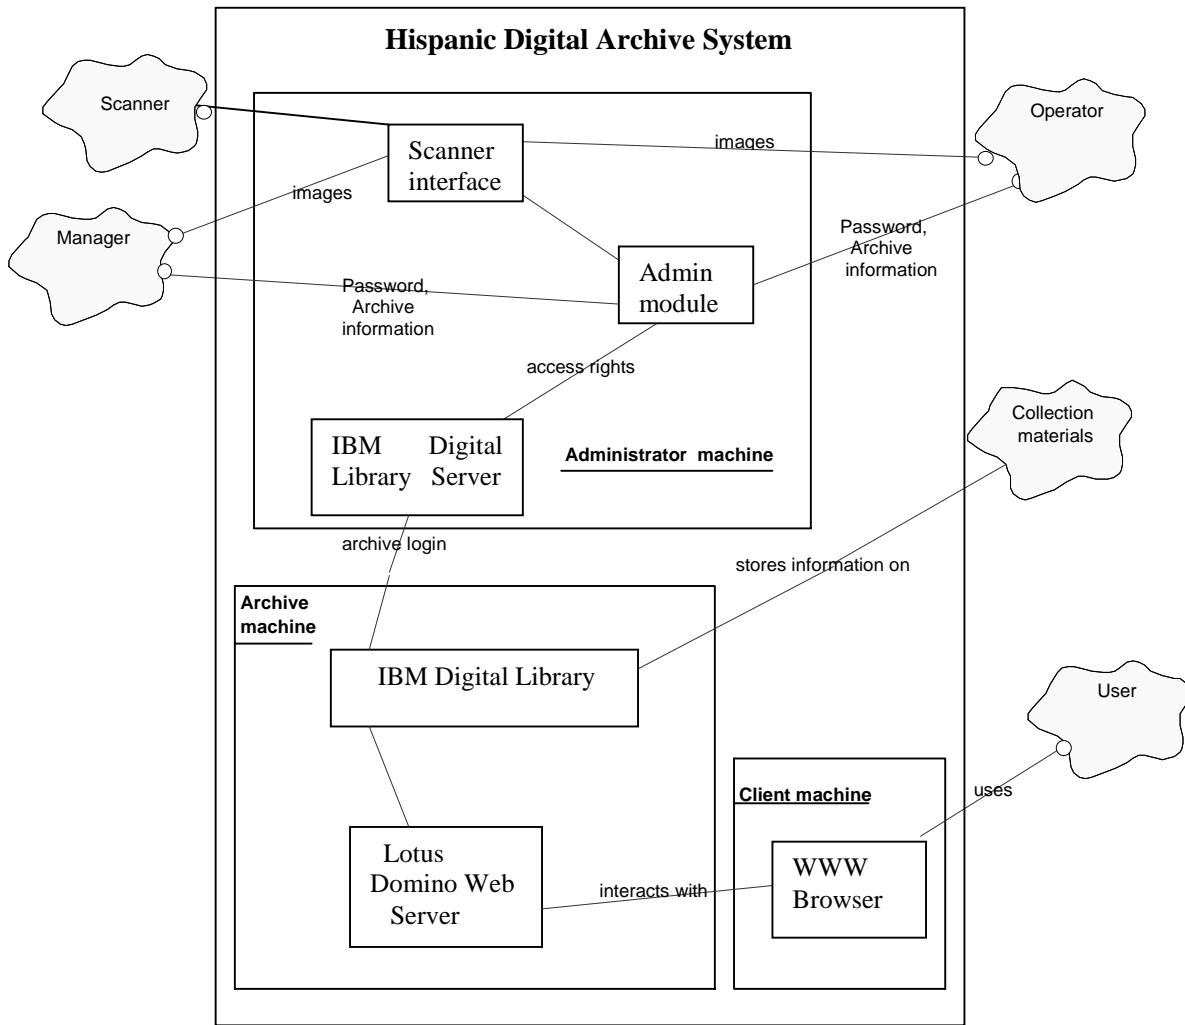 Hispanic Digital Archive System
Scanner
Operator
images
Scanner
interface
images
Manager
Password,
Archive
information
Admin
module
Password,
Archive
information
access rights
Collection
materials
IBM Digital
Library Server
Administrator machine
archive login
stores information on
Archive
machine
IBM Digital Library
User
Client machine
uses
Lotus
Domino Web
Server
interacts with
WWW
Browser